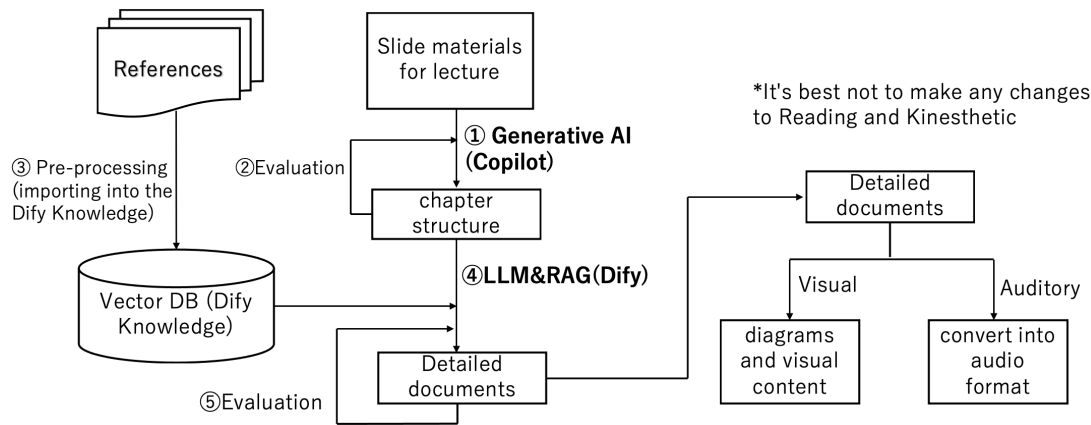 References
Slide materials
for lecture
*It's best not to make any changes
to Reading and Kinesthetic
① Generative AI
(Copilot)
②Evaluation
③ Pre-processing
(importing into the
Dify Knowledge)
chapter
structure
Detailed
documents
④LLM&RAG(Dify)
Vector DB (Dify
Knowledge)
Visual
Auditory
diagrams
and visual
content
convert into
audio
format
Detailed
documents
⑤Evaluation